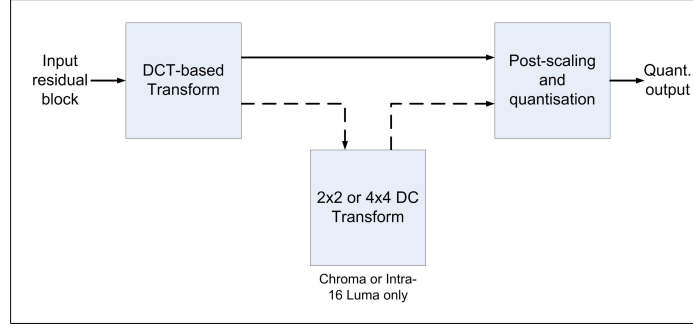 Input
residual
block
DCT-based
Transform
Post-scaling
and
quantisation
Quant.
output
2x2 or 4x4 DC
Transform
Chroma or Intra-
16 Luma only